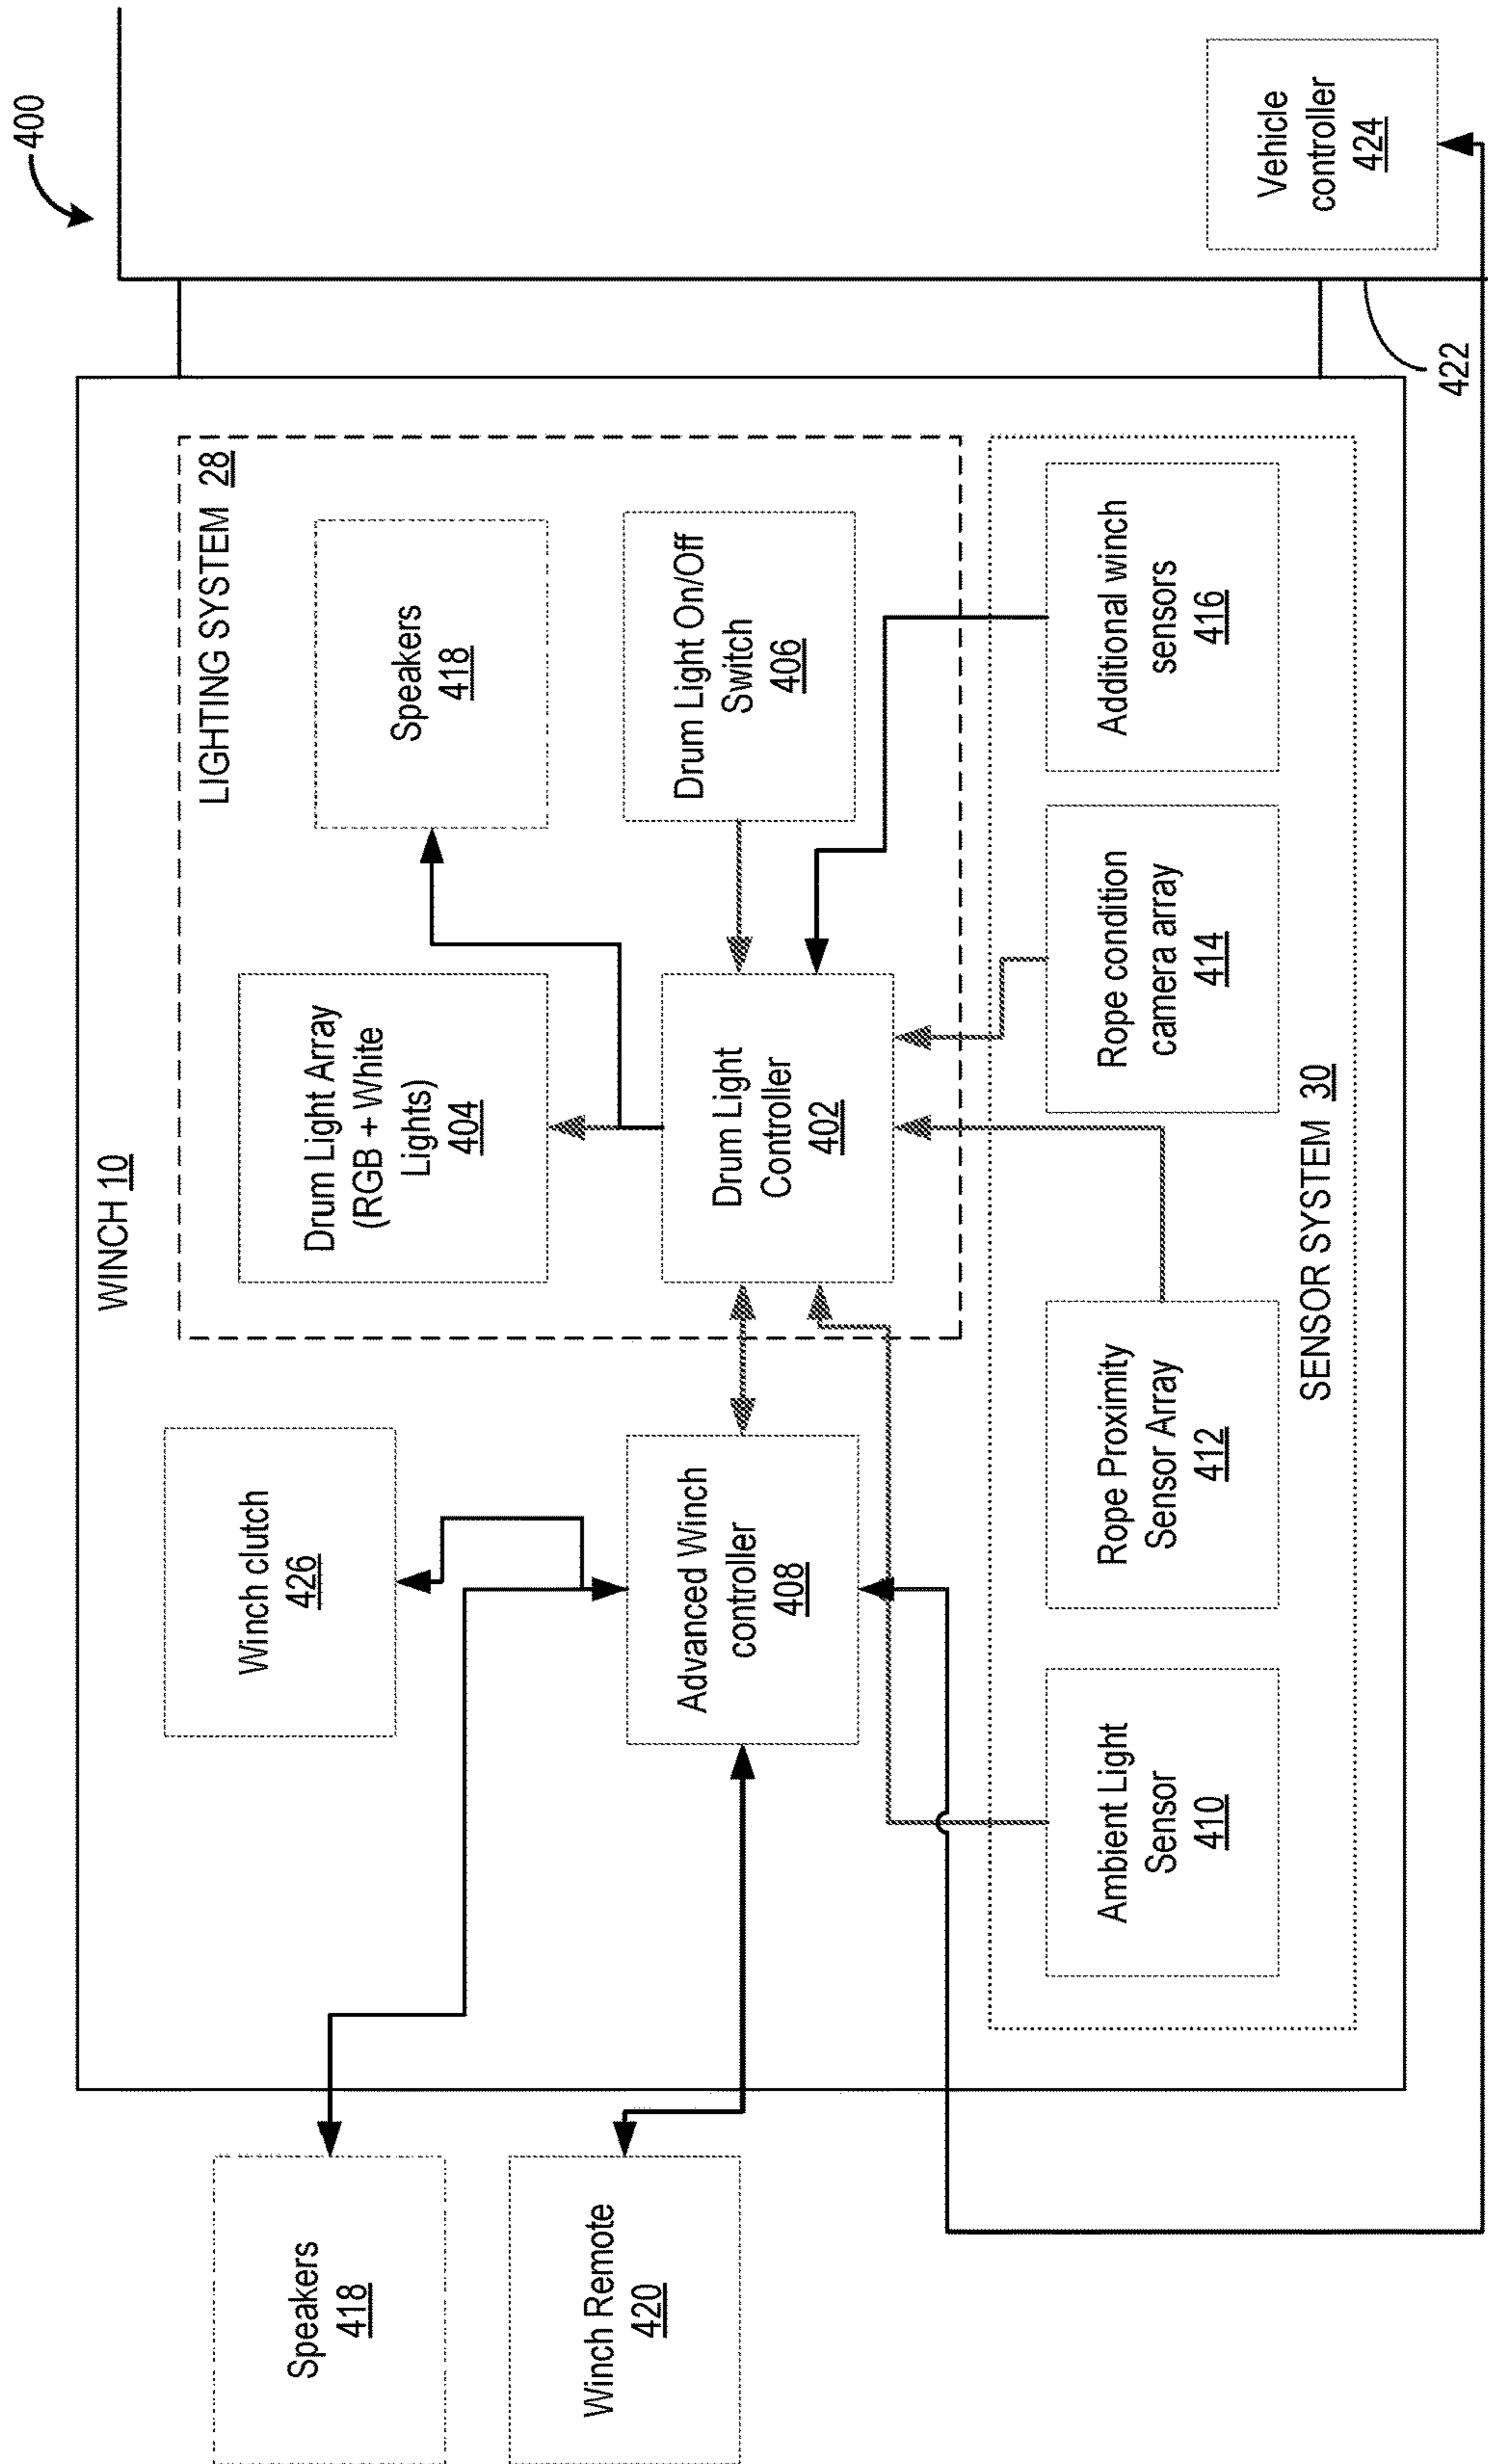 400
WINCH 10
LIGHTING SYSTEM 28
Speakers
418
Winch Remote
420
Winch clutch
426
Advanced Winch
controller
408
Drum Light Array
(RGB + White
Lights)
404
Speakers
418
Drum Light
Controller
402
Drum Light On/Off
Switch
406
Ambient Light
Sensor
410
Rope Proximity
Sensor Array
412
Rope condition
camera array
414
Additional winch
sensors
416
SENSOR SYSTEM 30
422
Vehicle
controller
424